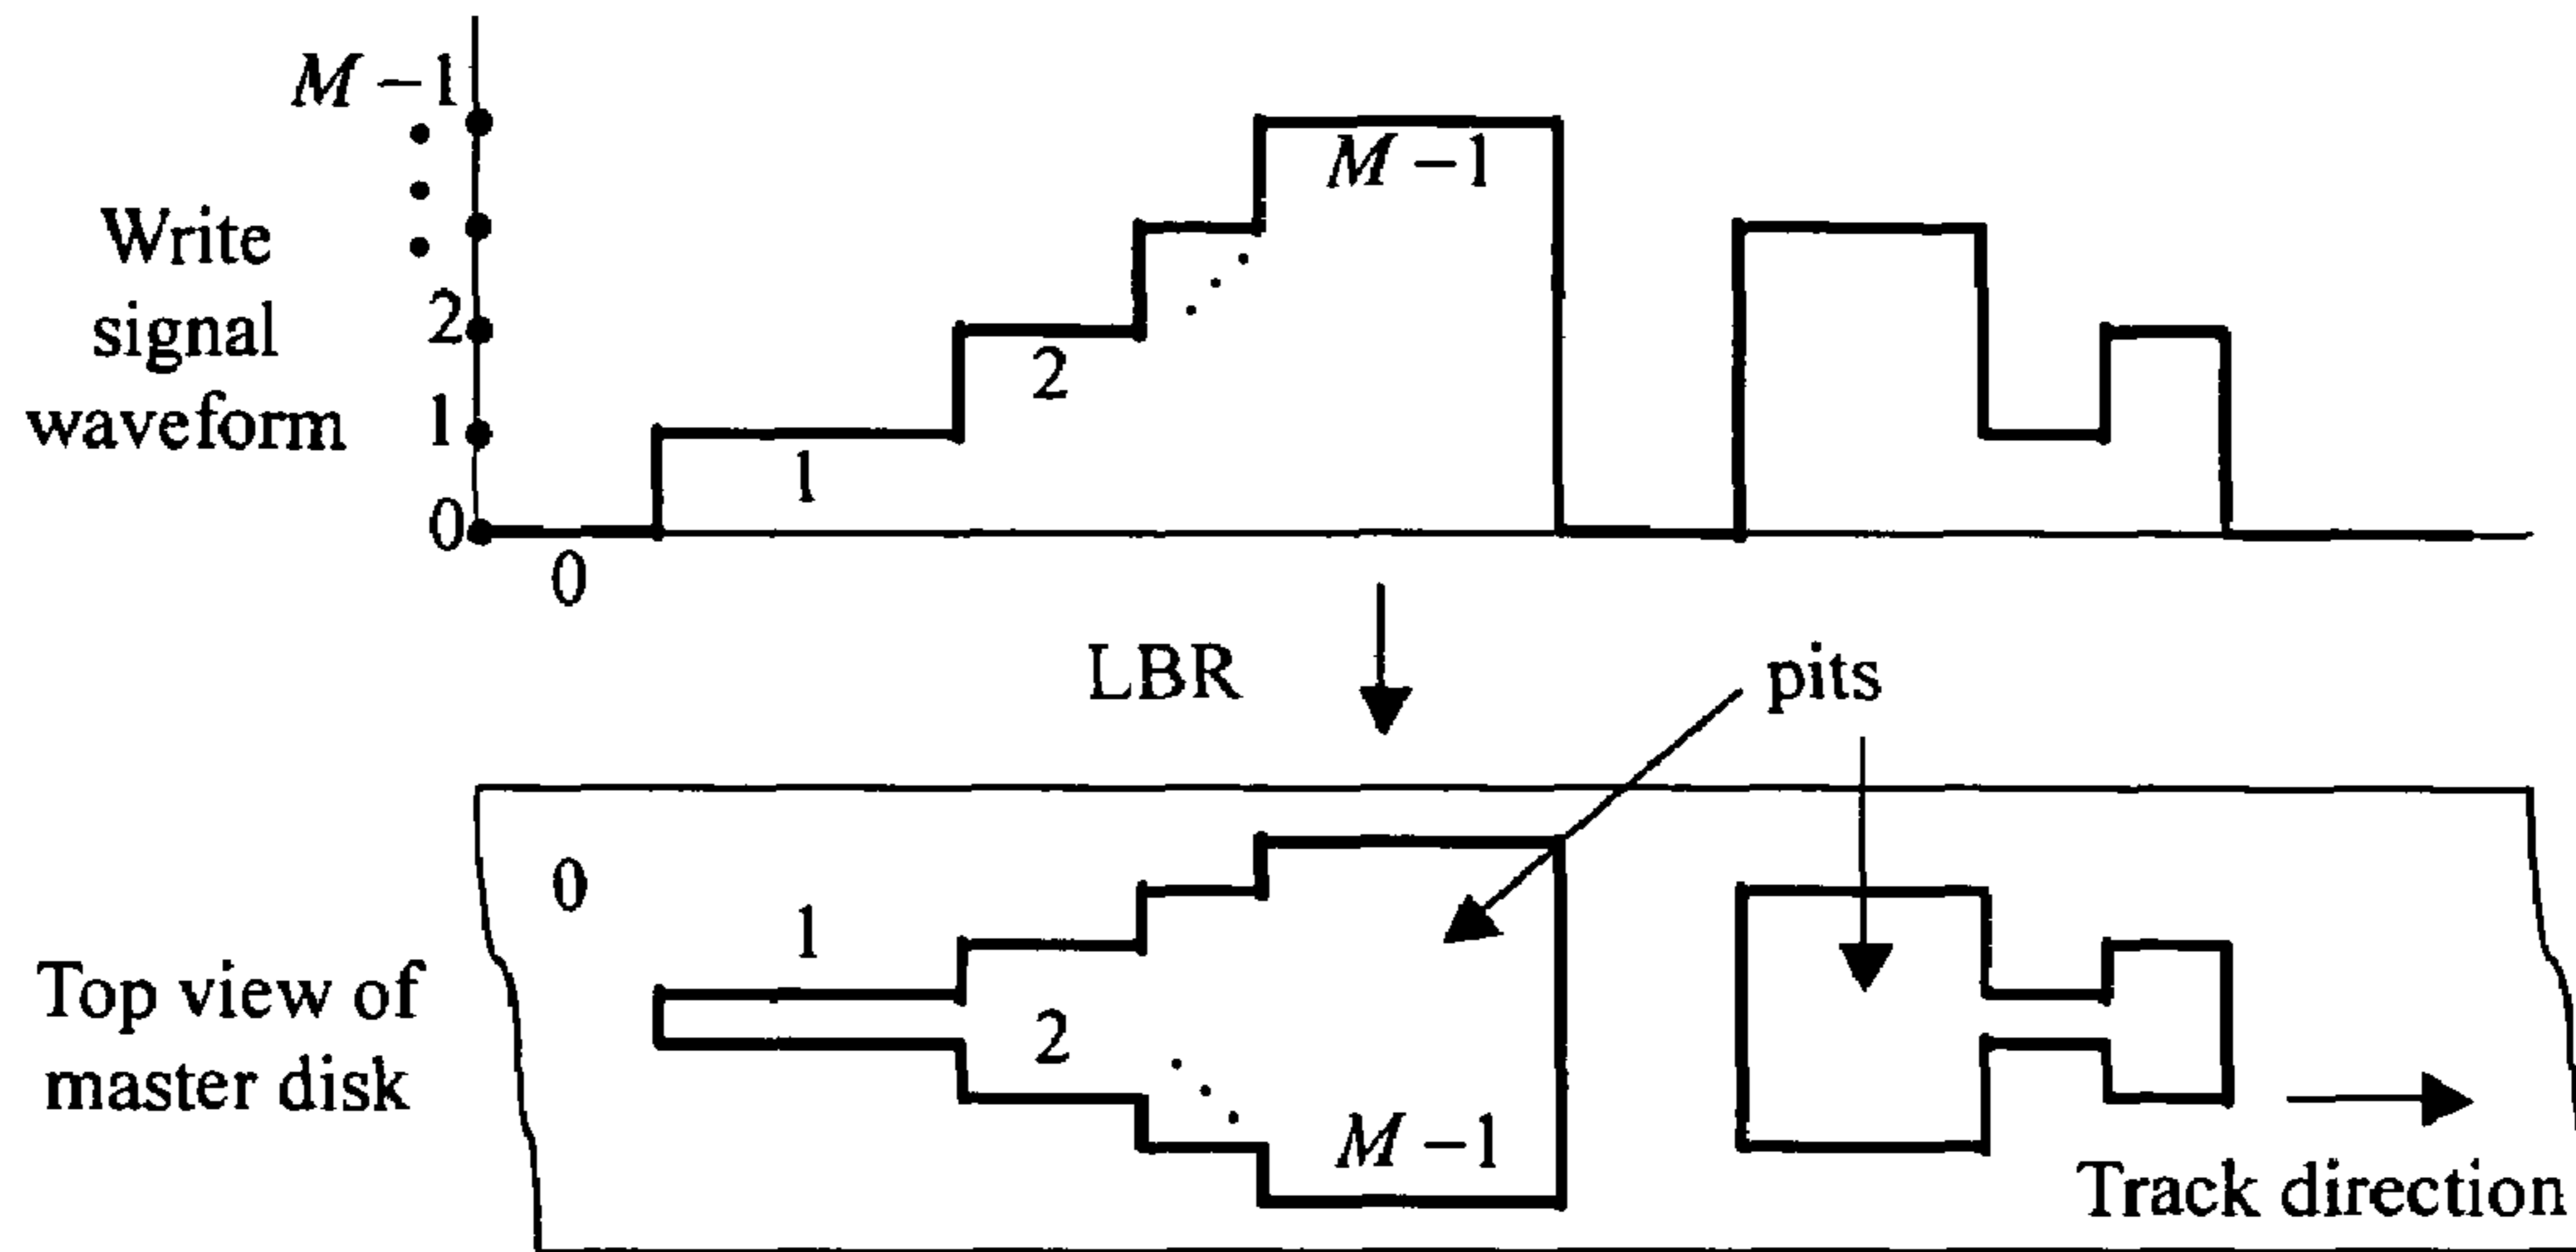 M – 1
2
1
0
Write
signal
waveform
0
1
2
M – 1
LBR
pits
Top view of
master disk
0
1
2
M – 1
Track direction